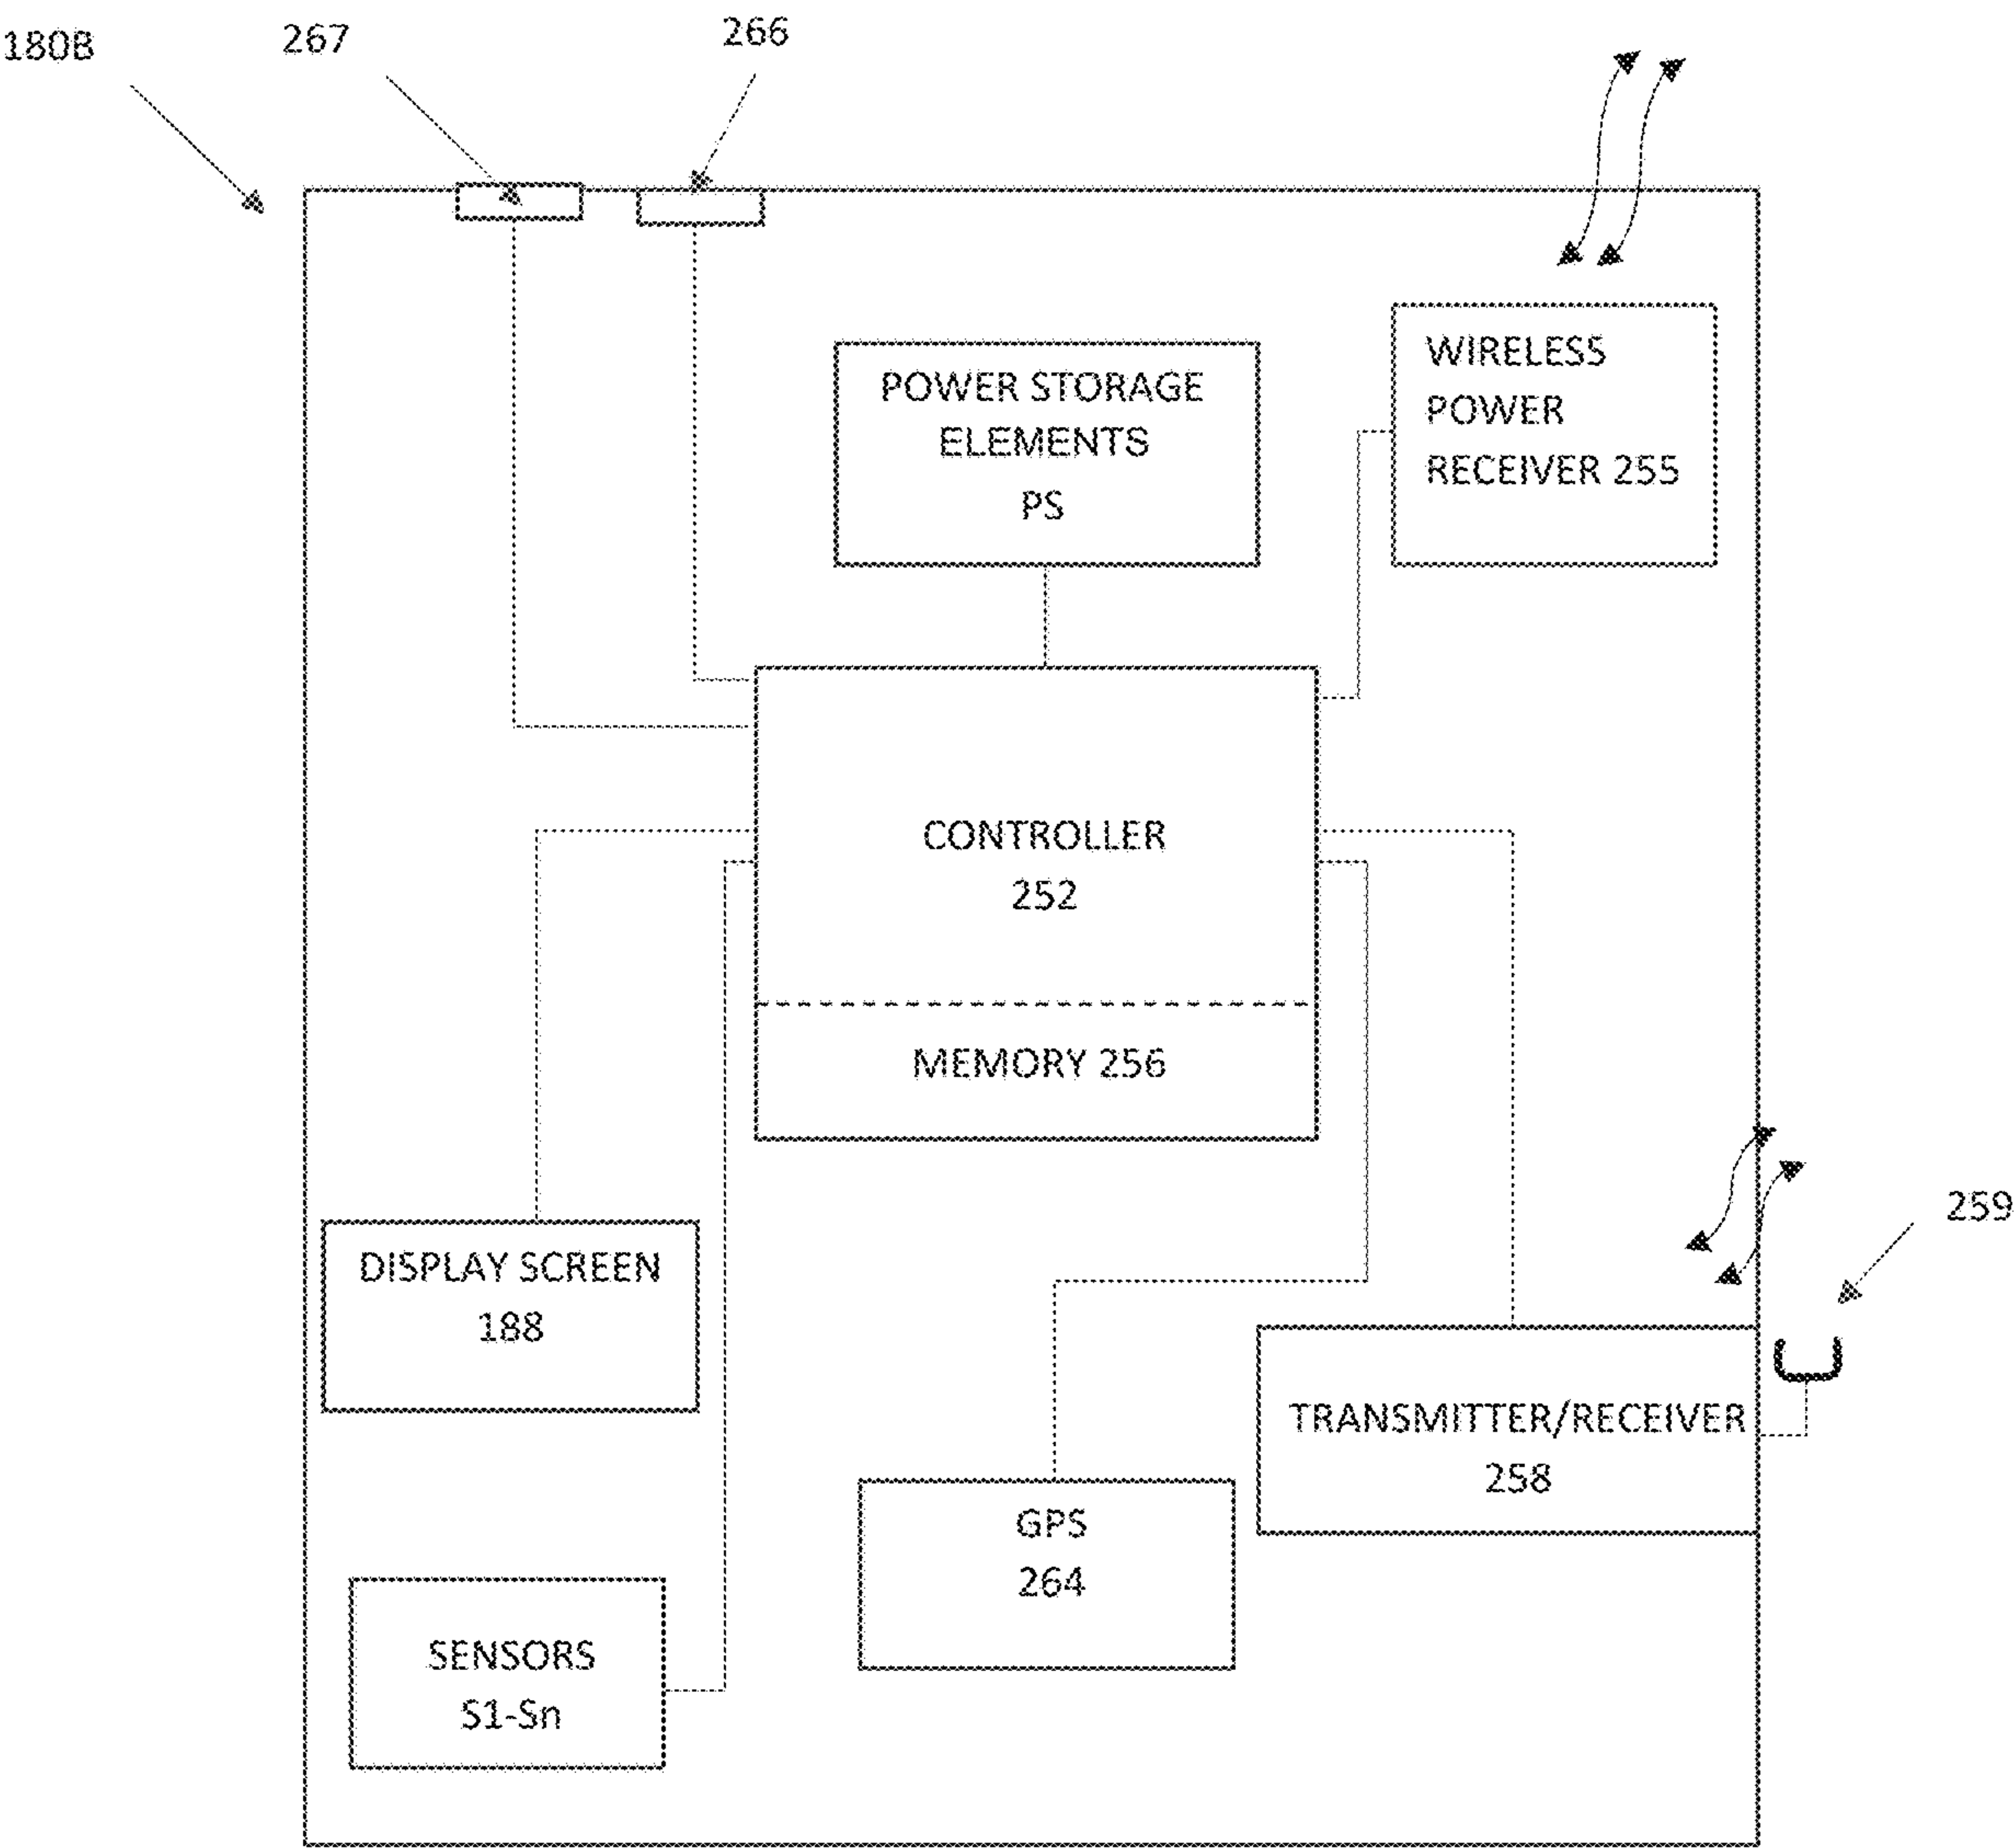 180B
267
266
POWER STORAGE
ELEMENTS
PS
WIRELESS
POWER
RECEIVER 255
CONTROLLER
252
MEMORY 256
DISPLAY SCREEN
188
259
TRANSMITTER/RECEIVER
258
GPS
264
SENSORS
S1-Sn